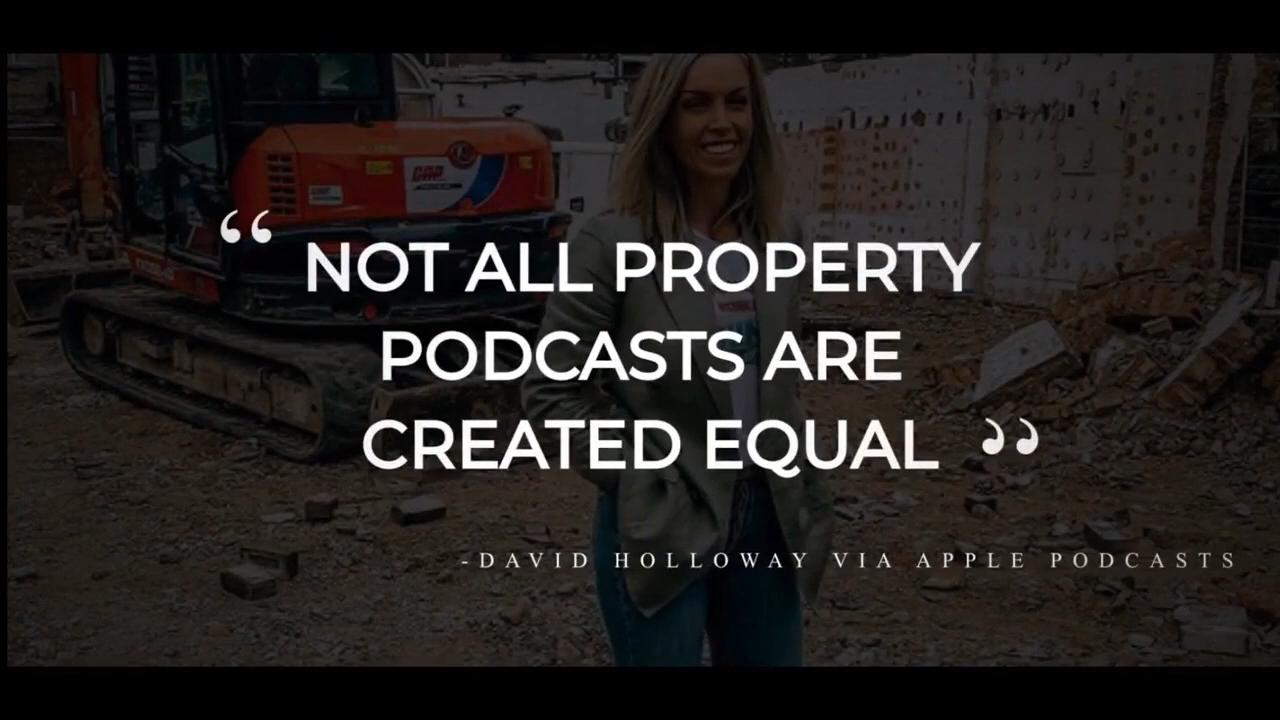 “ NOT ALL PROPERTY
PODCASTS ARE
CREATED EQUAL ”
-DAVID HOLLOWAY VIA APPLE PODCASTS